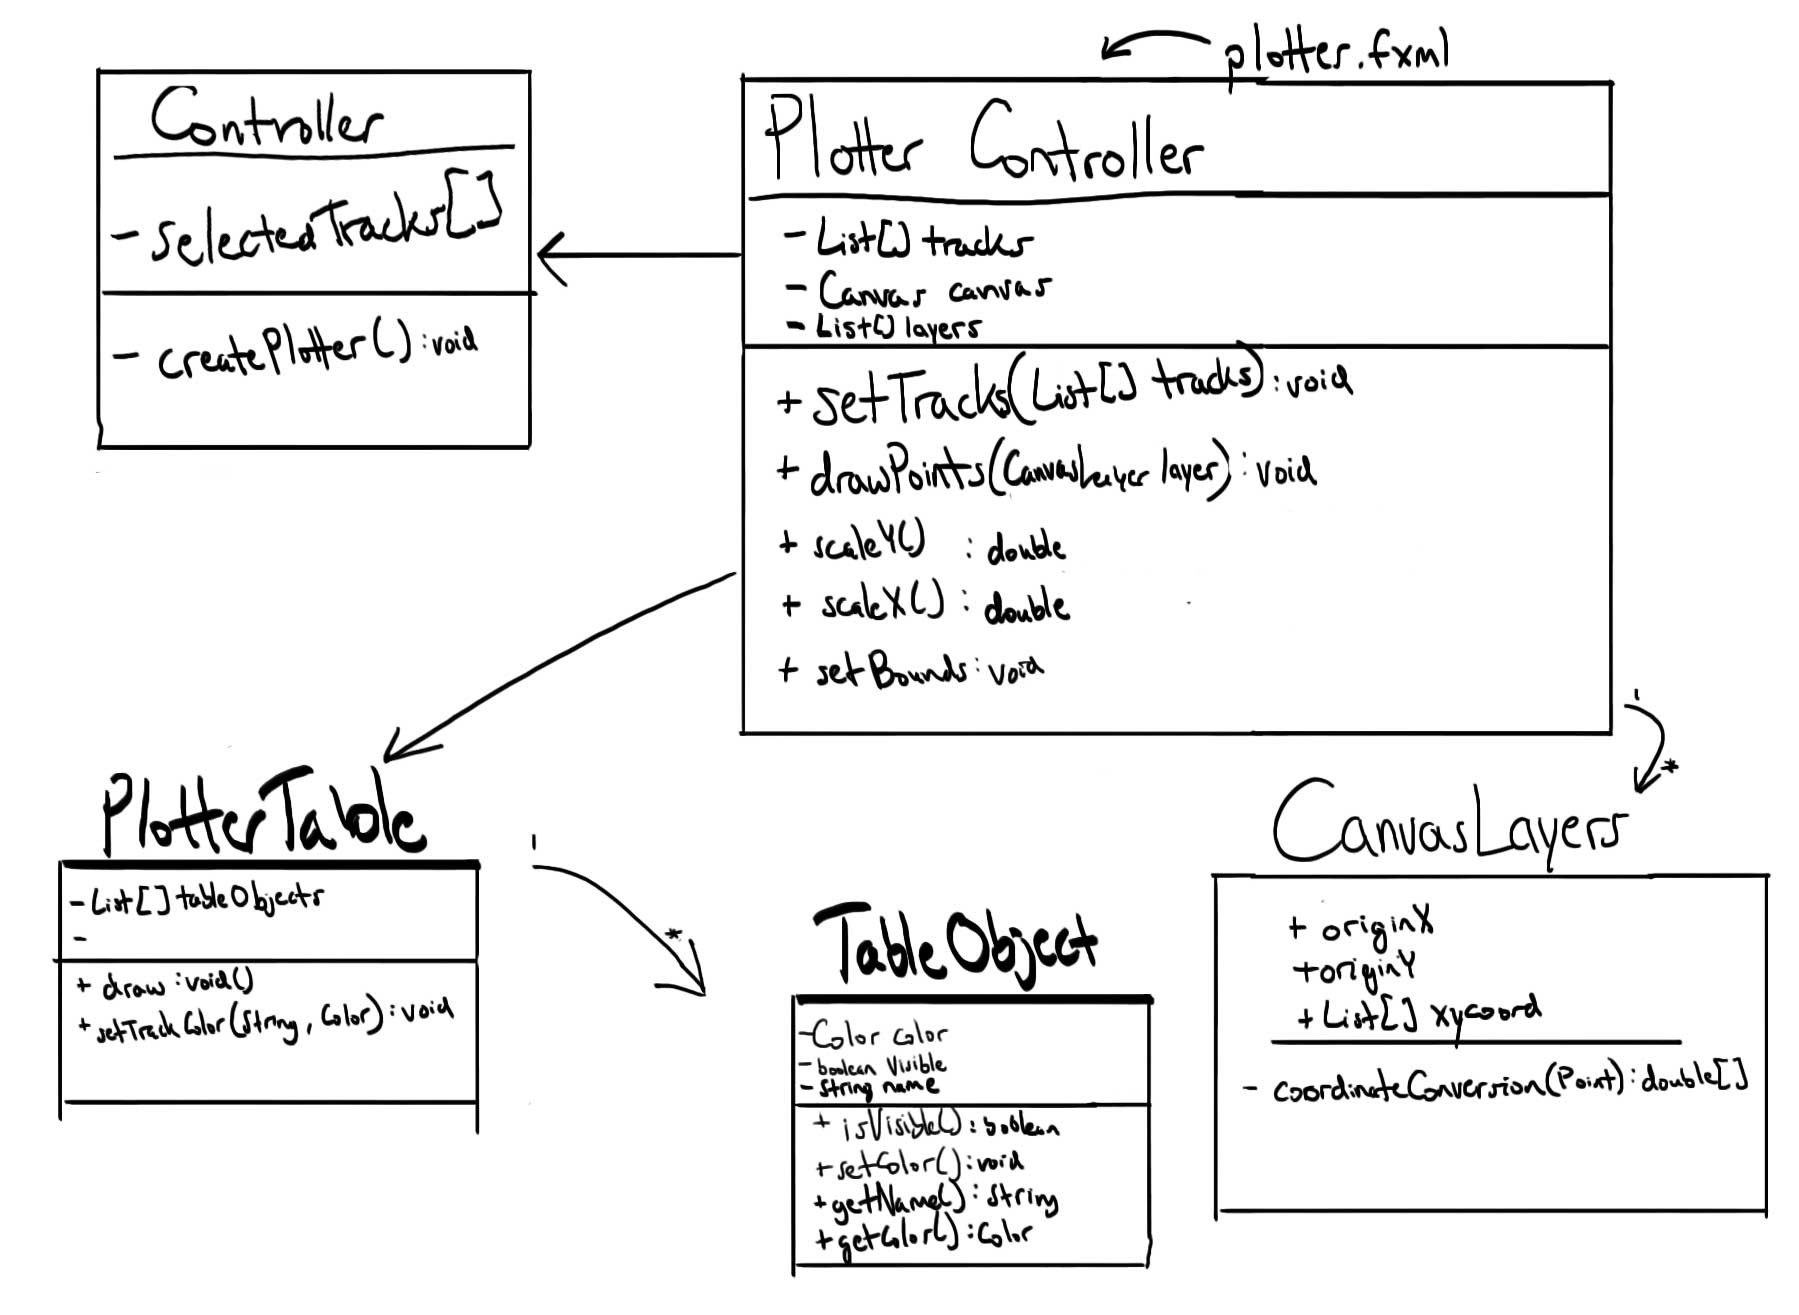 plotter.fxml
Controller
- selectedTracks[]
- createPlotter() : void
Plotter Controller
- List[] tracks
- Canvas canvas
- List[] layers
+ setTracks(List[] tracks) : void
+ drawPoints(CanvasLayer layer) : void
+ scaleY() : double
+ scaleX() : double
+ setBounds : void
PlotterTable
- List[] tableObjects
-
+ draw : void()
+ setTrackColor(String, Color) : void
1
*
TableObject
- Color color
- boolean Visible
- String name
+ isVisible() : boolean
+ setColor() : void
+ getName() : String
+ getColor() : Color
1
*
CanvasLayers
+ originX
+ originY
+ List[] xycoord
- coordinateConversion(Point) : double[]